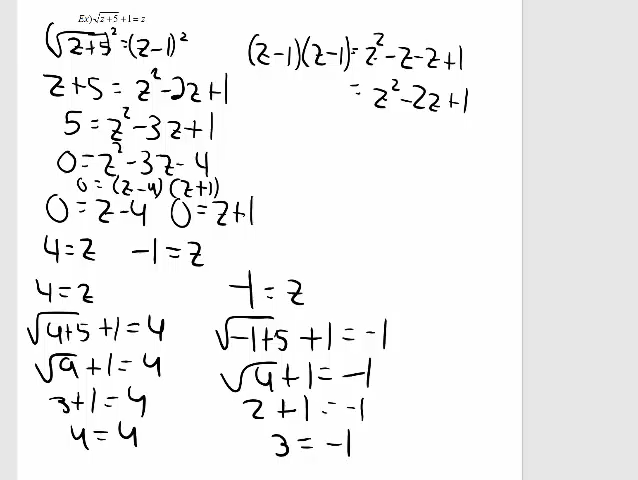 Ex) √z+5 + 1 = z
(√z+5)² = (z-1)²
(z-1)(z-1) = z² - z - z + 1
z+5 = z² - 2z + 1
= z² - 2z + 1
5 = z² - 3z + 1
0 = z² - 3z - 4
0 = (z-4)(z+1)
0 = z-4 0 = z+1
4 = z -1 = z
4 = z -1 = z
√4+5 + 1 = 4 √-1+5 + 1 = -1
√9 + 1 = 4 √4 + 1 = -1
3 + 1 = 4 2 + 1 = -1
4 = 4 3 = -1